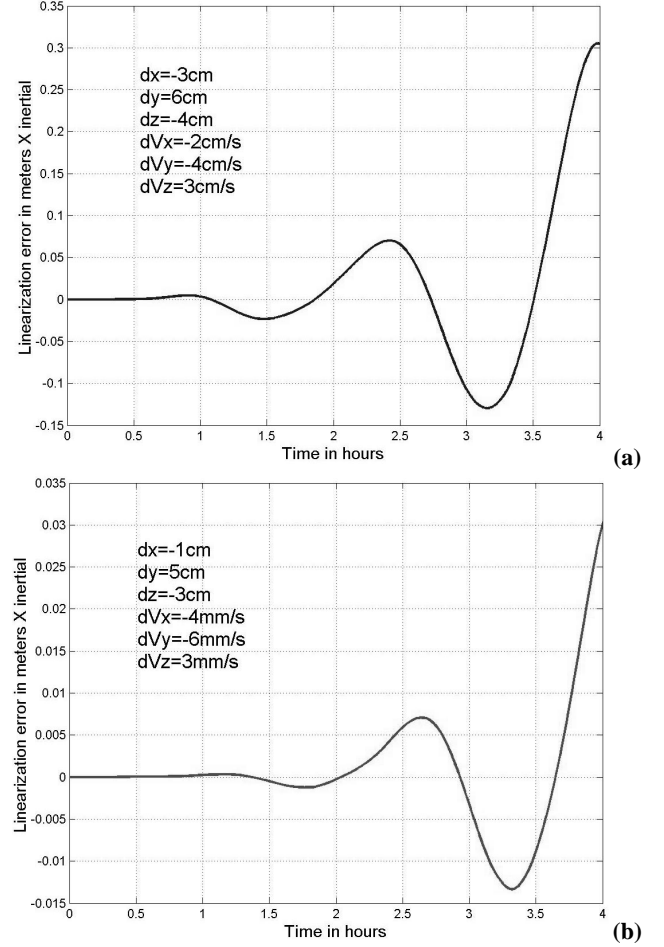 0.35
0.3
0.25
0.2
0.15
0.1
0.05
0
-0.05
-0.1
-0.15
Linearization error in meters X inertial
dx=-3cm
dy=6cm
dz=-4cm
dVx=-2cm/s
dVy=-4cm/s
dVz=3cm/s
0 0.5 1 1.5 2 2.5 3 3.5 4
Time in hours
(a)
0.035
0.03
0.025
0.02
0.015
0.01
0.005
0
-0.005
-0.01
-0.015
Linearization error in meters X inertial
dx=-1cm
dy=5cm
dz=-3cm
dVx=-4mm/s
dVy=-6mm/s
dVz=3mm/s
0 0.5 1 1.5 2 2.5 3 3.5 4
Time in hours
(b)